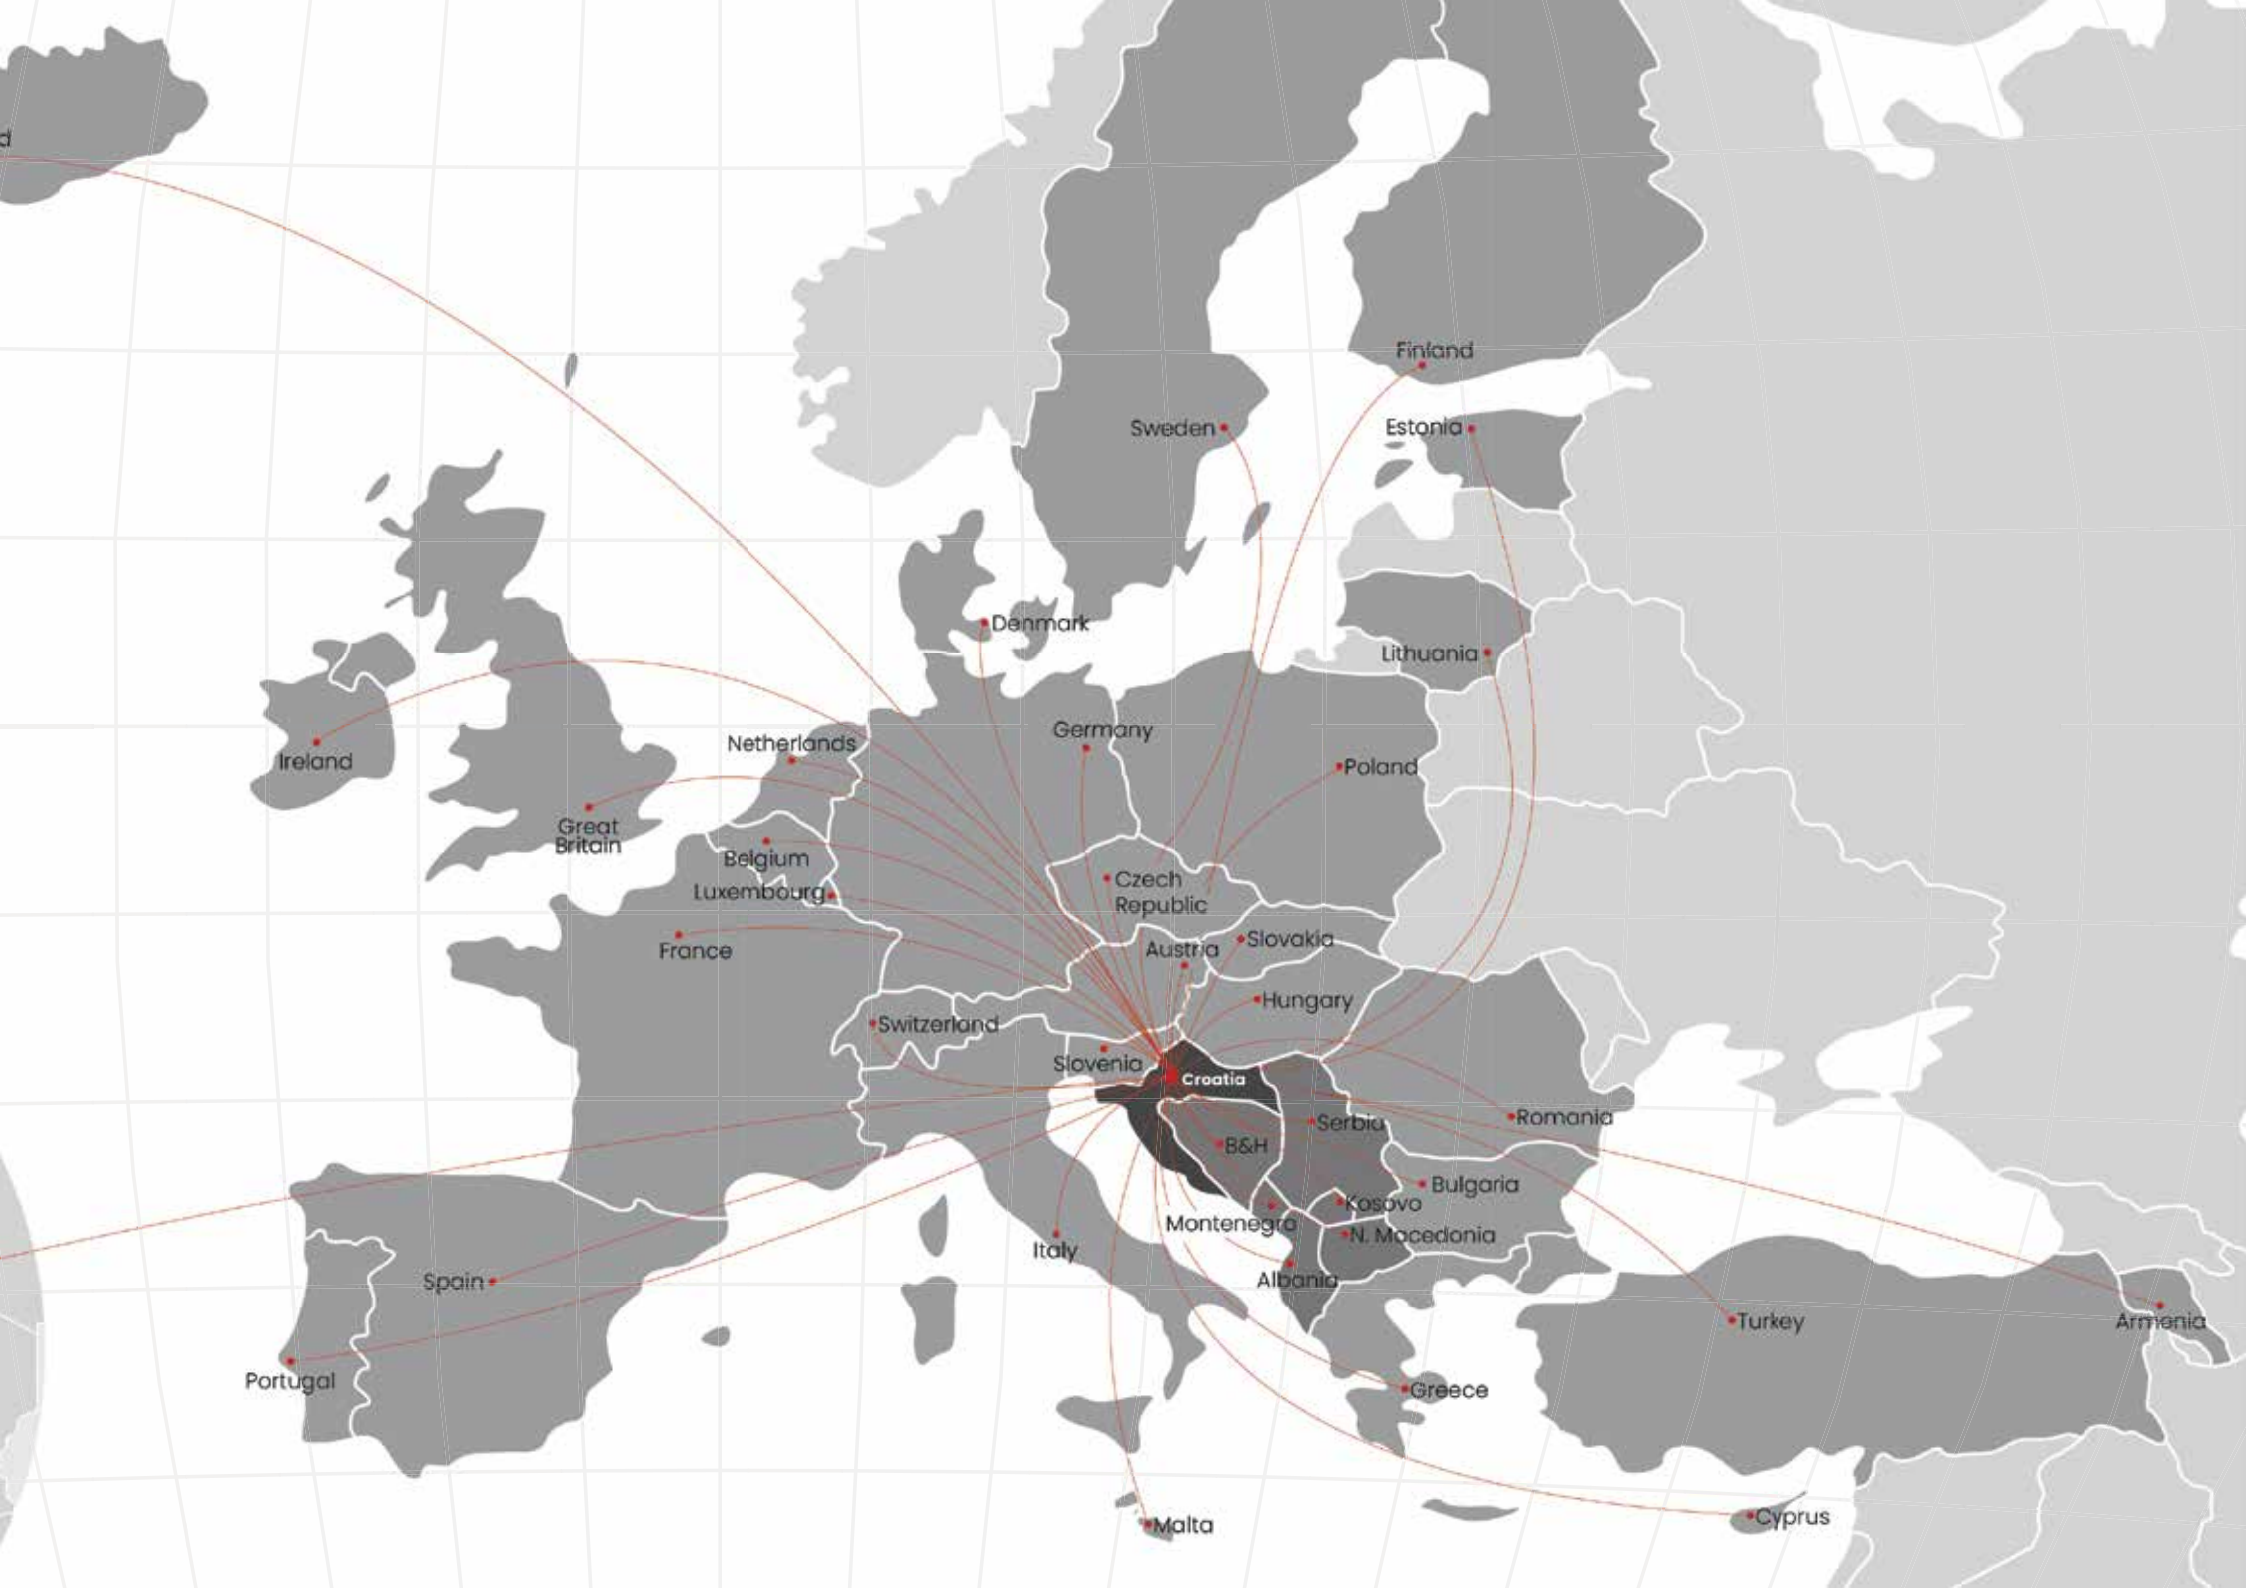 d
Finland
Sweden
Estonia
Denmark
Lithuania
Germany
Netherlands
Ireland
Poland
Great
Britain
Belgium
Czech
Republic
Luxembourg
France
Austria
Slovakia
Hungary
Switzerland
Slovenia
Croatia
Romania
Serbia
B&H
Bulgaria
Kosovo
Montenegro
N. Macedonia
Italy
Albania
Spain
Turkey
Armenia
Portugal
Greece
Cyprus
Malta